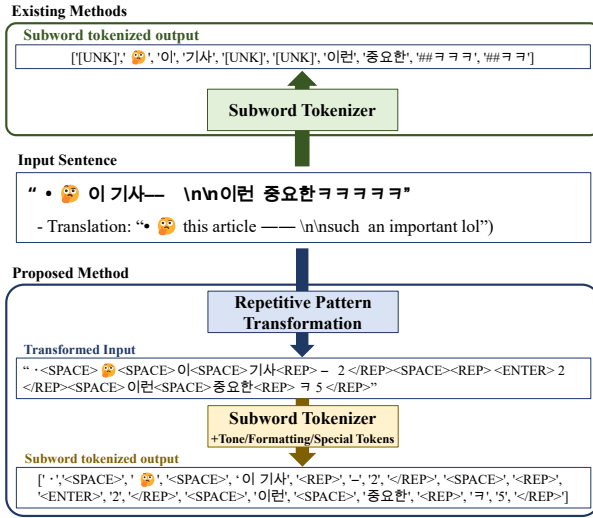 Existing Methods
Subword tokenized output
['[UNK]',' 🤔', '이', '기사', '[UNK]', '[UNK]', '이런', '중요한', '##ㅋㅋㅋ', '##ㅋㅋ']
Subword Tokenizer
Input Sentence
“ • 🤔 이 기사–– \n\n이런 중요한ㅋㅋㅋㅋㅋ”
- Translation: “• 🤔 this article —— \n\nsuch an important lol”)
Proposed Method
Repetitive Pattern
Transformation
Transformed Input
“ ·<SPACE> 🤔<SPACE>이<SPACE>기사<REP> – 2 </REP><SPACE><REP> <ENTER> 2
</REP><SPACE>이런<SPACE>중요한<REP> ㅋ 5 </REP>”
Subword Tokenizer
+Tone/Formatting/Special Tokens
Subword tokenized output
[' ·','<SPACE>', ' 🤔', '<SPACE>', '이 기사', '<REP>', '–', '2', '</REP>', '<SPACE>', '<REP>',
'<ENTER>', '2', '</REP>', '<SPACE>', '이런', '<SPACE>', '중요한', '<REP>', 'ㅋ', '5', '</REP>']